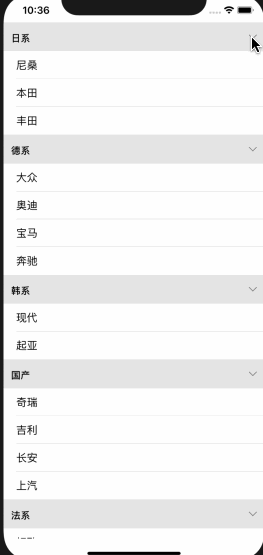 10:36
日系
尼桑
本田
丰田
德系
大众
奥迪
宝马
奔驰
韩系
现代
起亚
国产
奇瑞
吉利
长安
上汽
法系